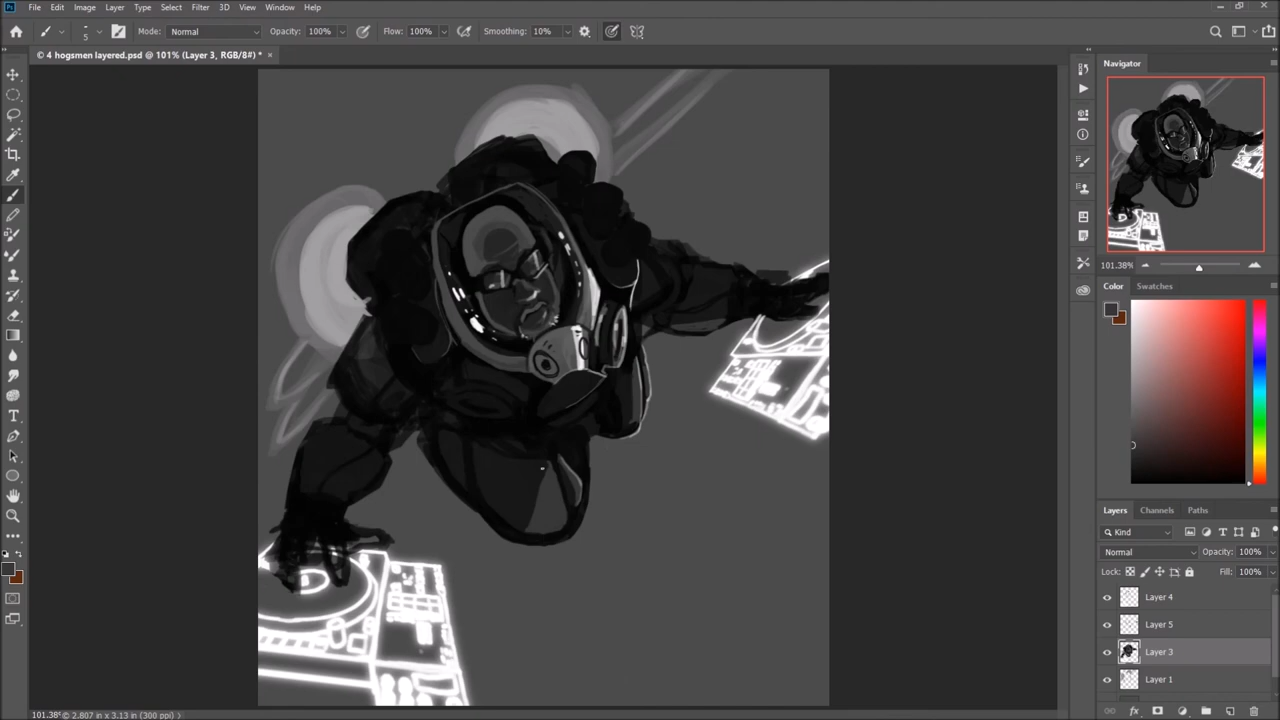 Ps File Edit Image Layer Type Select Filter 3D View Window Help
5 Mode: Normal Opacity: 100% Flow: 100% Smoothing: 10%
© 4 hogsmen layered.psd @ 101% (Layer 3, RGB/8#) * ×
Navigator
101.38%
Color Swatches
Layers Channels Paths
Kind
Normal Opacity: 100%
Lock: Fill: 100%
Layer 4
Layer 5
Layer 3
Layer 1
fx
101.38% © 2.807 in x 3.13 in (300 ppi)